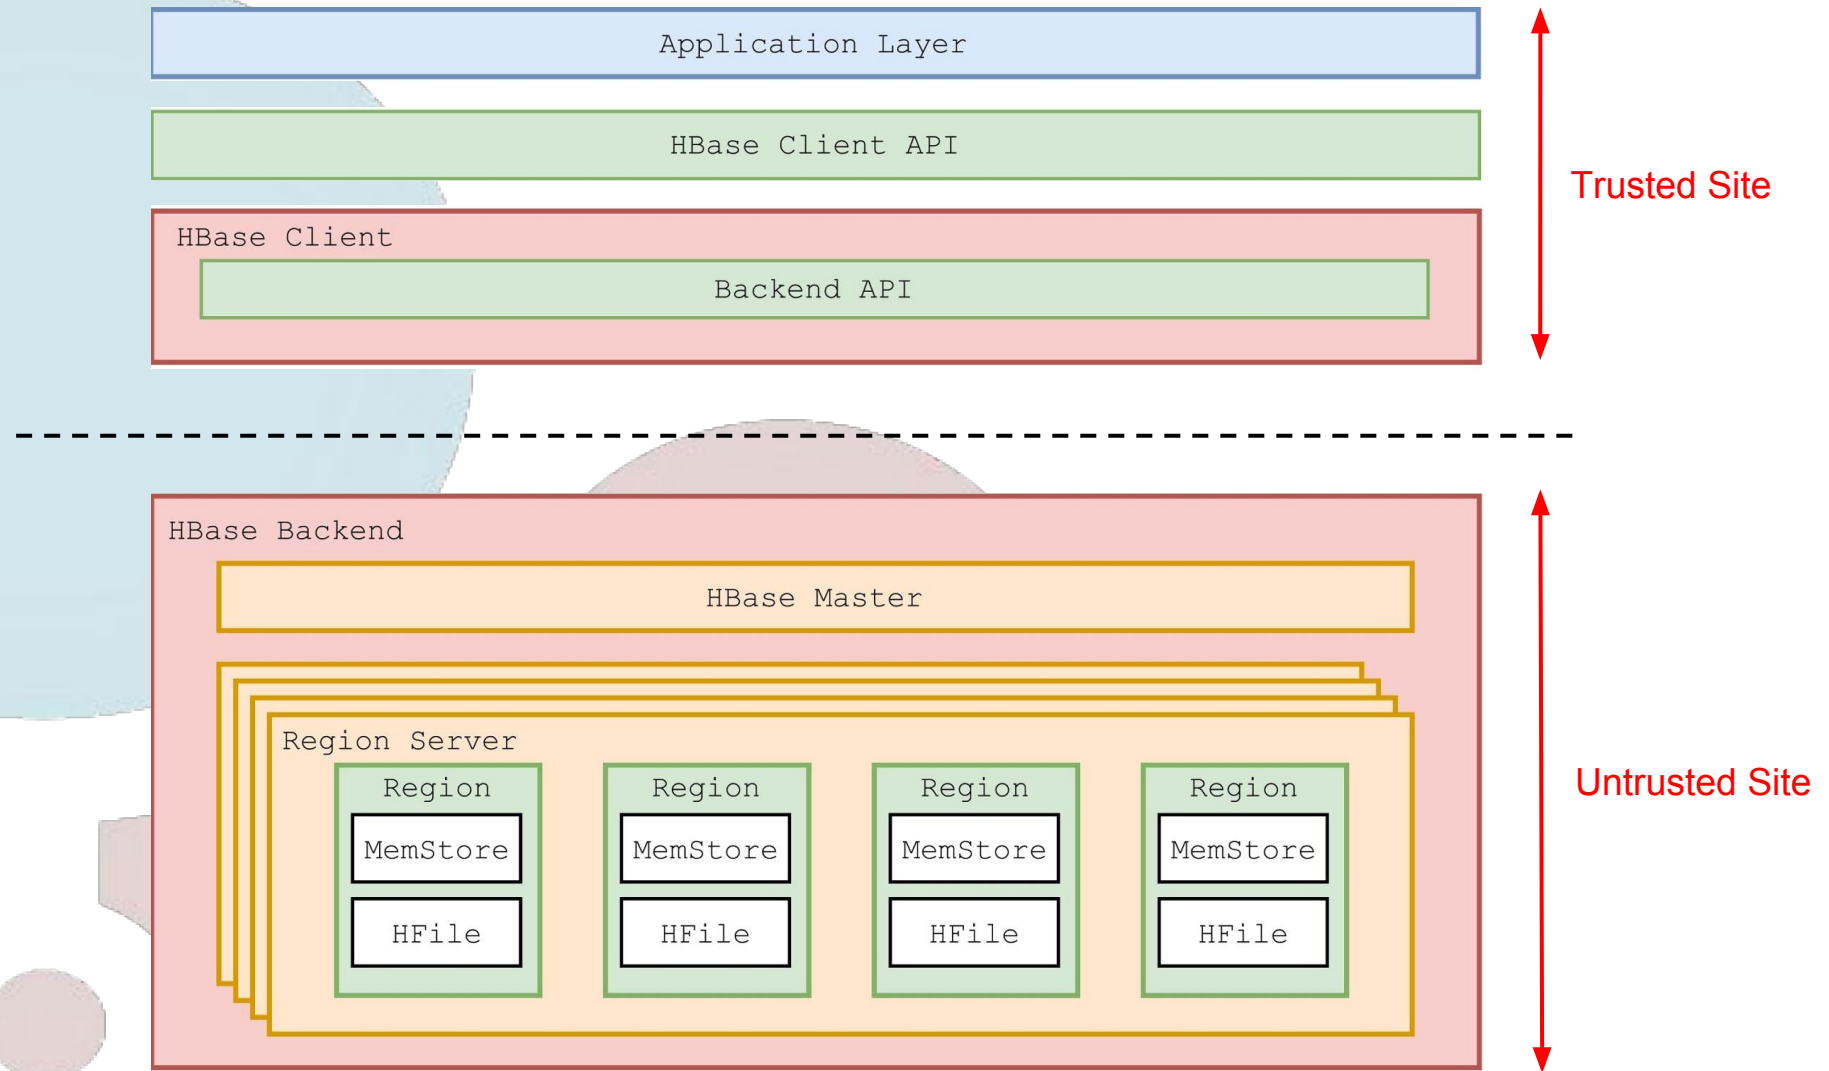 Application Layer
HBase Client API
Trusted Site
HBase Client
Backend API
HBase Backend
HBase Master
Region Server
Untrusted Site
Region Region Region Region
MemStore MemStore MemStore MemStore
HFile HFile HFile HFile